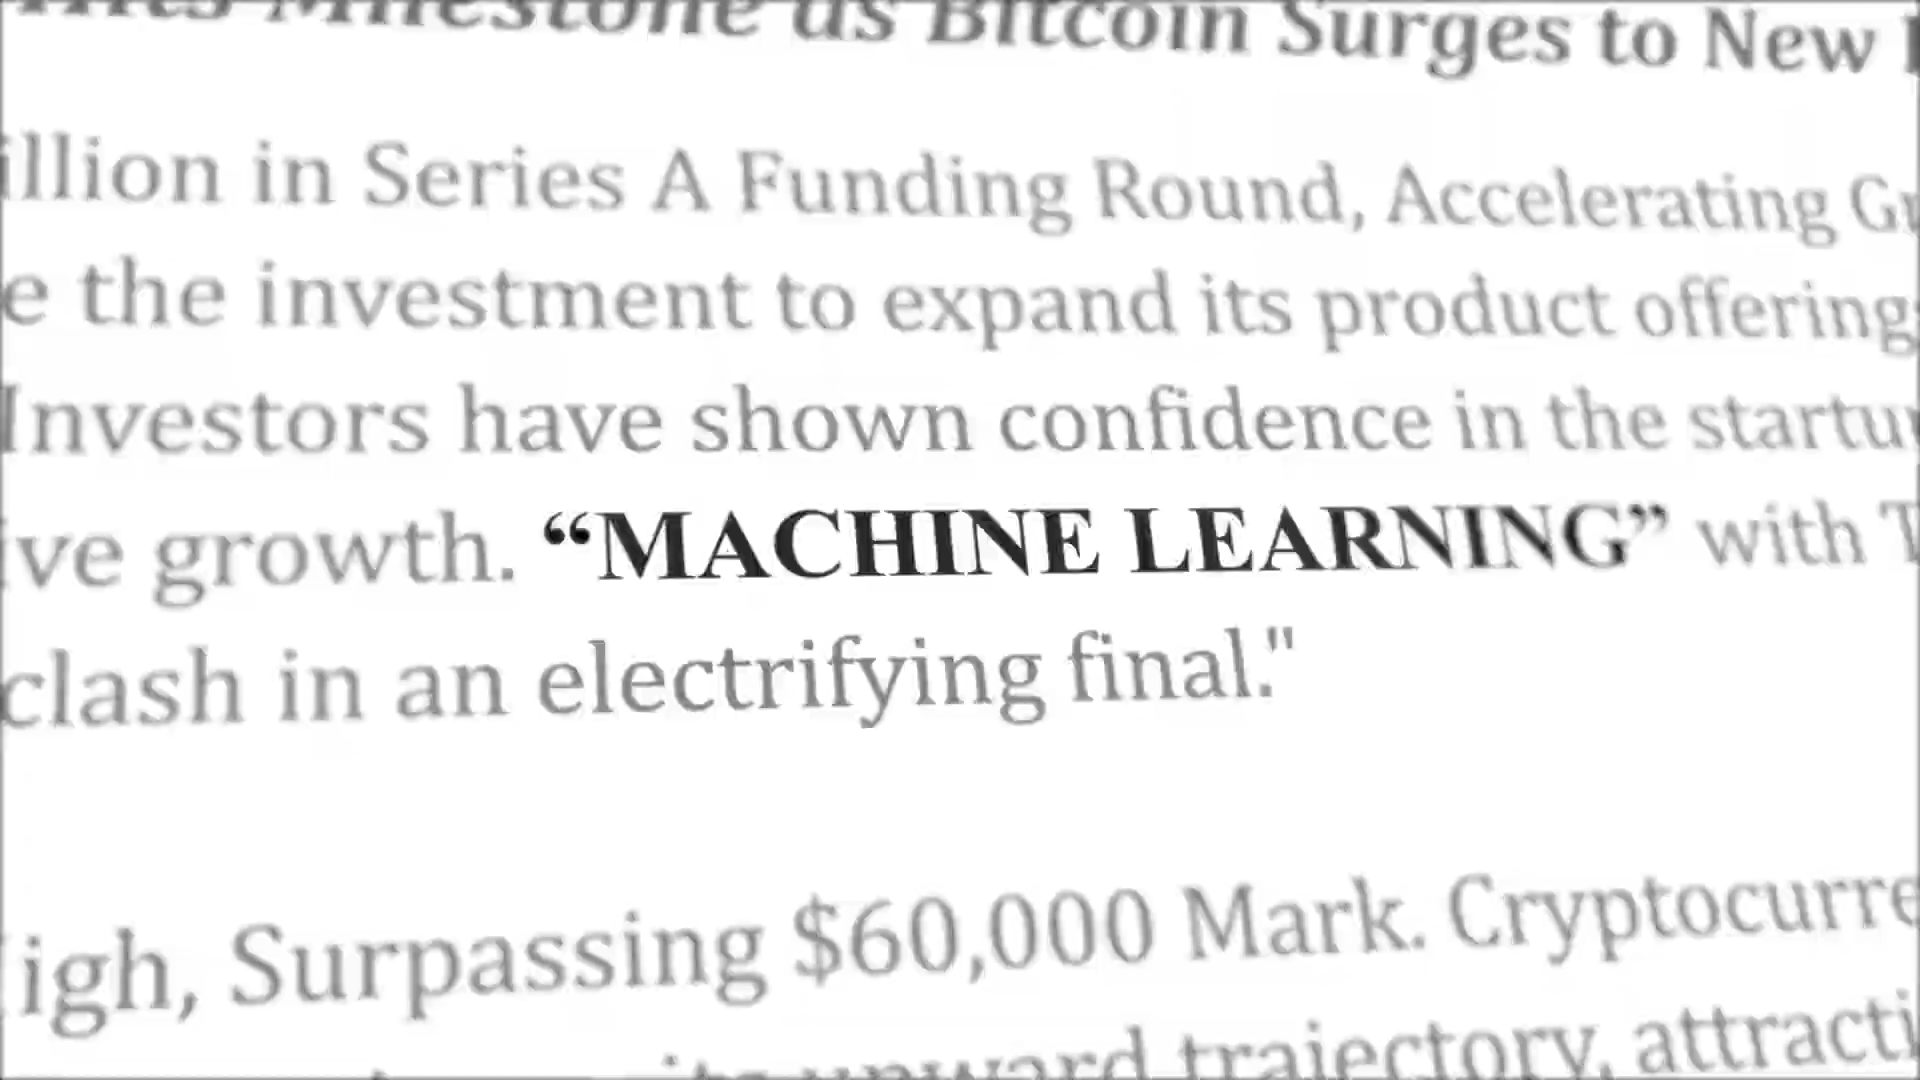 Milestone as Bitcoin Surges to New
illion in Series A Funding Round, Accelerating
e the investment to expand its product offering
Investors have shown confidence in the startu
ve growth. “MACHINE LEARNING” with
clash in an electrifying final."
igh, Surpassing $60,000 Mark. Cryptocurre
upward trajectory, attracti